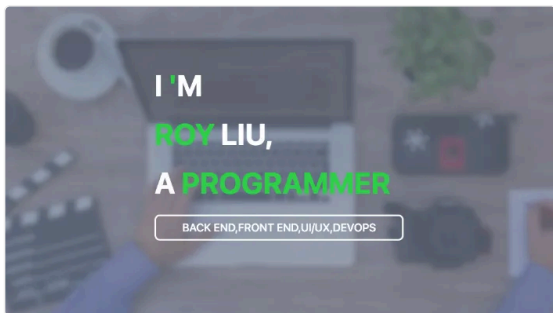 I 'M
ROY LIU,
A PROGRAMMER
BACK END,FRONT END,UI/UX,DEVOPS